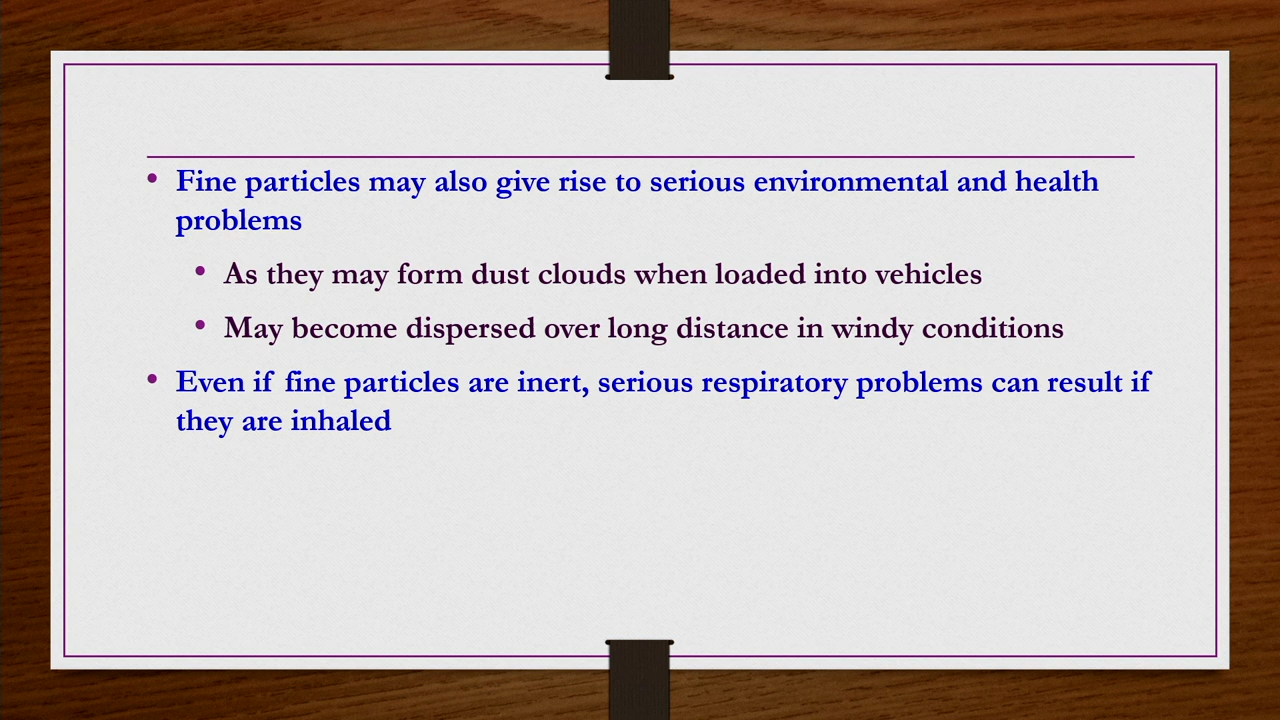 • Fine particles may also give rise to serious environmental and health
problems
• As they may form dust clouds when loaded into vehicles
• May become dispersed over long distance in windy conditions
• Even if fine particles are inert, serious respiratory problems can result if
they are inhaled